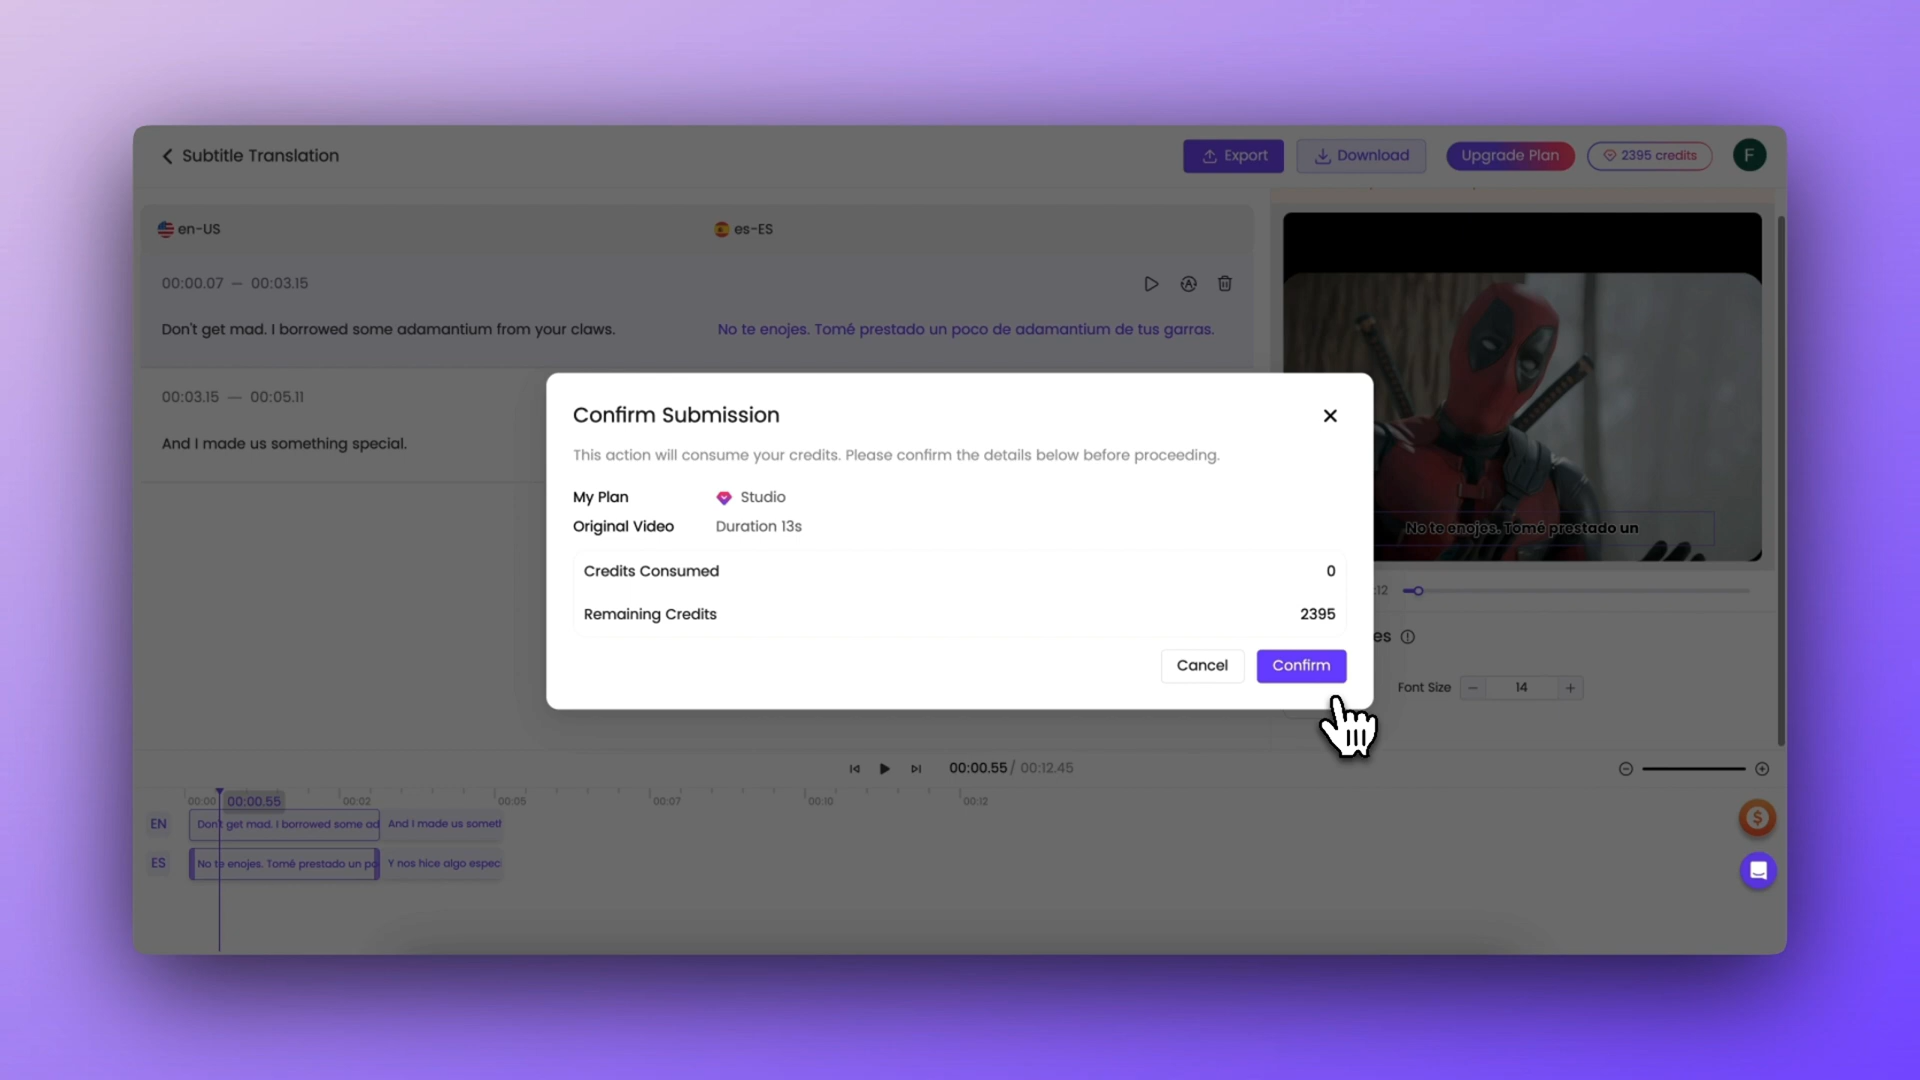 Subtitle Translation
Export
Download
Upgrade Plan
2395 credits
F
en-US
es-ES
00:00.07 — 00:03.15
Don't get mad. I borrowed some adamantium from your claws.
No te enojes. Tomé prestado un poco de adamantium de tus garras.
00:03.15 — 00:05.11
And I made us something special.
Confirm Submission
This action will consume your credits. Please confirm the details below before proceeding.
My Plan
Studio
Original Video
Duration 13s
Credits Consumed
0
Remaining Credits
2395
Cancel
Confirm
No te enojes. Tomé prestado un
:12
es
Font Size
14
00:00.55 / 00:12.45
00:00
00:00.55
00:02
00:05
00:07
00:10
00:12
EN
Don't get mad. I borrowed some ad
And I made us somet
ES
No te enojes. Tomé prestado un po
Y nos hice algo espec